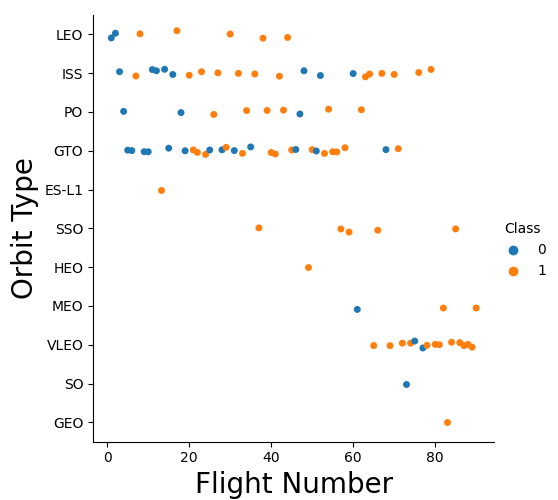 LEO
ISS
PO
GTO
ES-L1
SSO
HEO
MEO
VLEO
SO
GEO
Orbit Type
0
20
40
60
80
Flight Number
Class
0
1